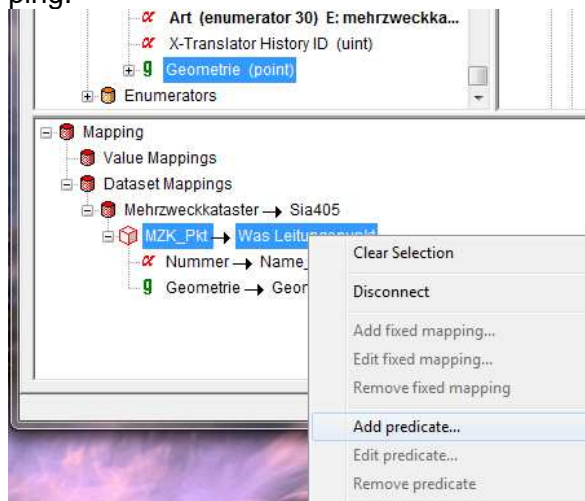 ping.
Art (enumerator 30) E: mehrzweckka...
X-Translator History ID (uint)
g Geometrie (point)
Enumerators
Mapping
Value Mappings
Dataset Mappings
Mehrzweckkataster → Sia405
MZK_Pkt → Was Leitungspunkt
α Nummer → Name_
g Geometrie → Geor
Clear Selection
Disconnect
Add fixed mapping...
Edit fixed mapping...
Remove fixed mapping
Add predicate...
Edit predicate...
Remove predicate